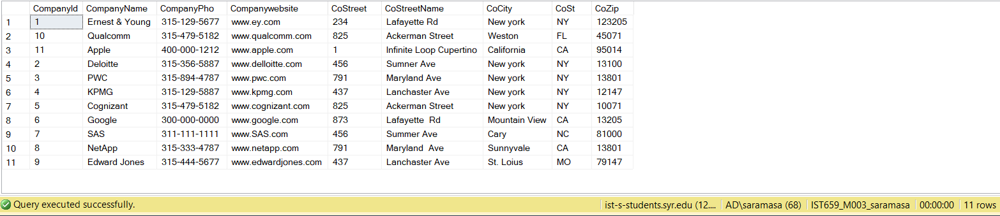 CompanyId CompanyName CompanyPho Companywebsite CoStreet CoStreetName CoCity CoSt CoZip
1 1 Ernest & Young 315-129-5677 www.ey.com 234 Lafayette Rd New york NY 123205
2 10 Qualcomm 315-479-5182 www.qualcomm.com 825 Ackerman Street Weston FL 45071
3 11 Apple 400-000-1212 www.apple.com 1 Infinite Loop Cupertino California CA 95014
4 2 Deloitte 315-356-5887 www.delloitte.com 456 Sumner Ave New york NY 13100
5 3 PWC 315-894-4787 www.pwc.com 791 Maryland Ave New york NY 13801
6 4 KPMG 315-129-5887 www.kpmg.com 437 Lanchaster Ave New york NY 12147
7 5 Cognizant 315-479-5182 www.cognizant.com 825 Ackerman Street New york NY 10071
8 6 Google 300-000-0000 www.google.com 873 Lafayette  Rd Mountain View CA 13205
9 7 SAS 311-111-1111 www.SAS.com 456 Summer Ave Cary NC 81000
10 8 NetApp 315-333-4787 www.netapp.com 791 Maryland  Ave Sunnyvale CA 13801
11 9 Edward Jones 315-444-5677 www.edwardjones.com 437 Lanchaster Ave St. Loius MO 79147
Query executed successfully. ist-s-students.syr.edu (12.... AD\saramasa (68) IST659_M003_saramasa 00:00:00 11 rows